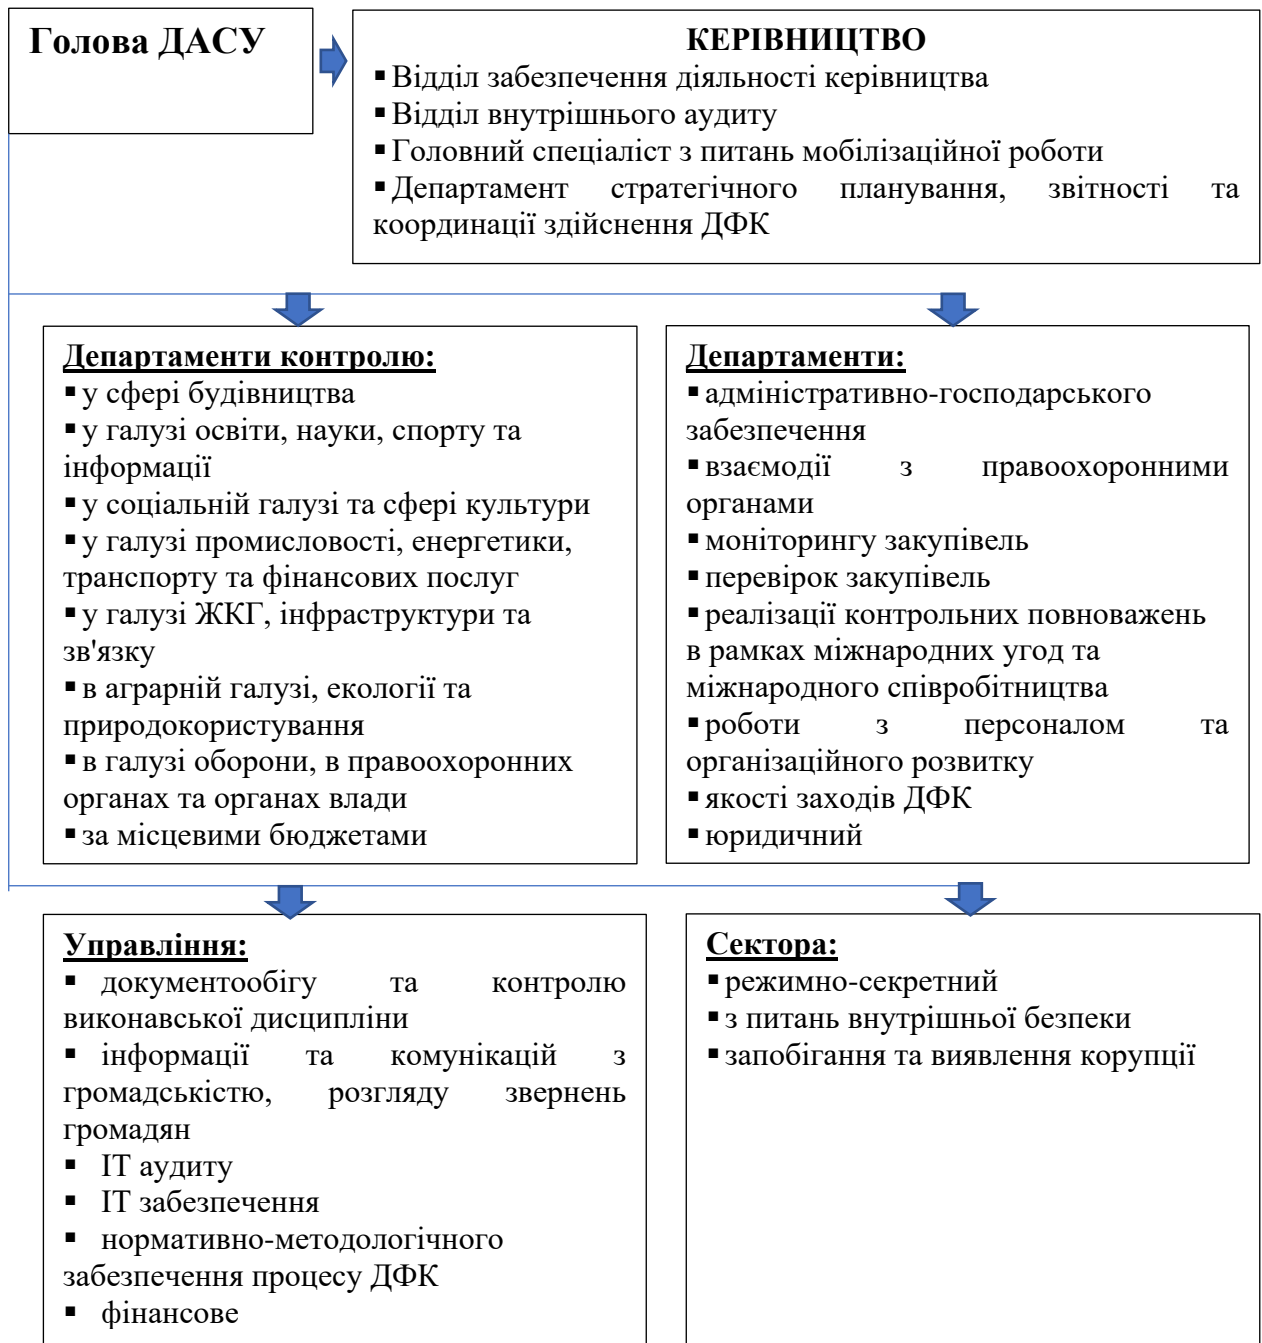 Голова ДАСУ
КЕРІВНИЦТВО
▪ Відділ забезпечення діяльності керівництва
▪ Відділ внутрішнього аудиту
▪ Головний спеціаліст з питань мобілізаційної роботи
▪ Департамент стратегічного планування, звітності та
координації здійснення ДФК
Департаменти контролю:
▪ у сфері будівництва
▪ у галузі освіти, науки, спорту та
інформації
▪ у соціальній галузі та сфері культури
▪ у галузі промисловості, енергетики,
транспорту та фінансових послуг
▪ у галузі ЖКГ, інфраструктури та
зв'язку
▪ в аграрній галузі, екології та
природокористування
▪ в галузі оборони, в правоохоронних
органах та органах влади
▪ за місцевими бюджетами
Департаменти:
▪ адміністративно-господарського
забезпечення
▪ взаємодії з правоохоронними
органами
▪ моніторингу закупівель
▪ перевірок закупівель
▪ реалізації контрольних повноважень
в рамках міжнародних угод та
міжнародного співробітництва
▪ роботи з персоналом та
організаційного розвитку
▪ якості заходів ДФК
▪ юридичний
Управління:
▪ документообігу та контролю
виконавської дисципліни
▪ інформації та комунікацій з
громадськістю, розгляду звернень
громадян
▪ ІТ аудиту
▪ ІТ забезпечення
▪ нормативно-методологічного
забезпечення процесу ДФК
▪ фінансове
Сектора:
▪ режимно-секретний
▪ з питань внутрішньої безпеки
▪ запобігання та виявлення корупції